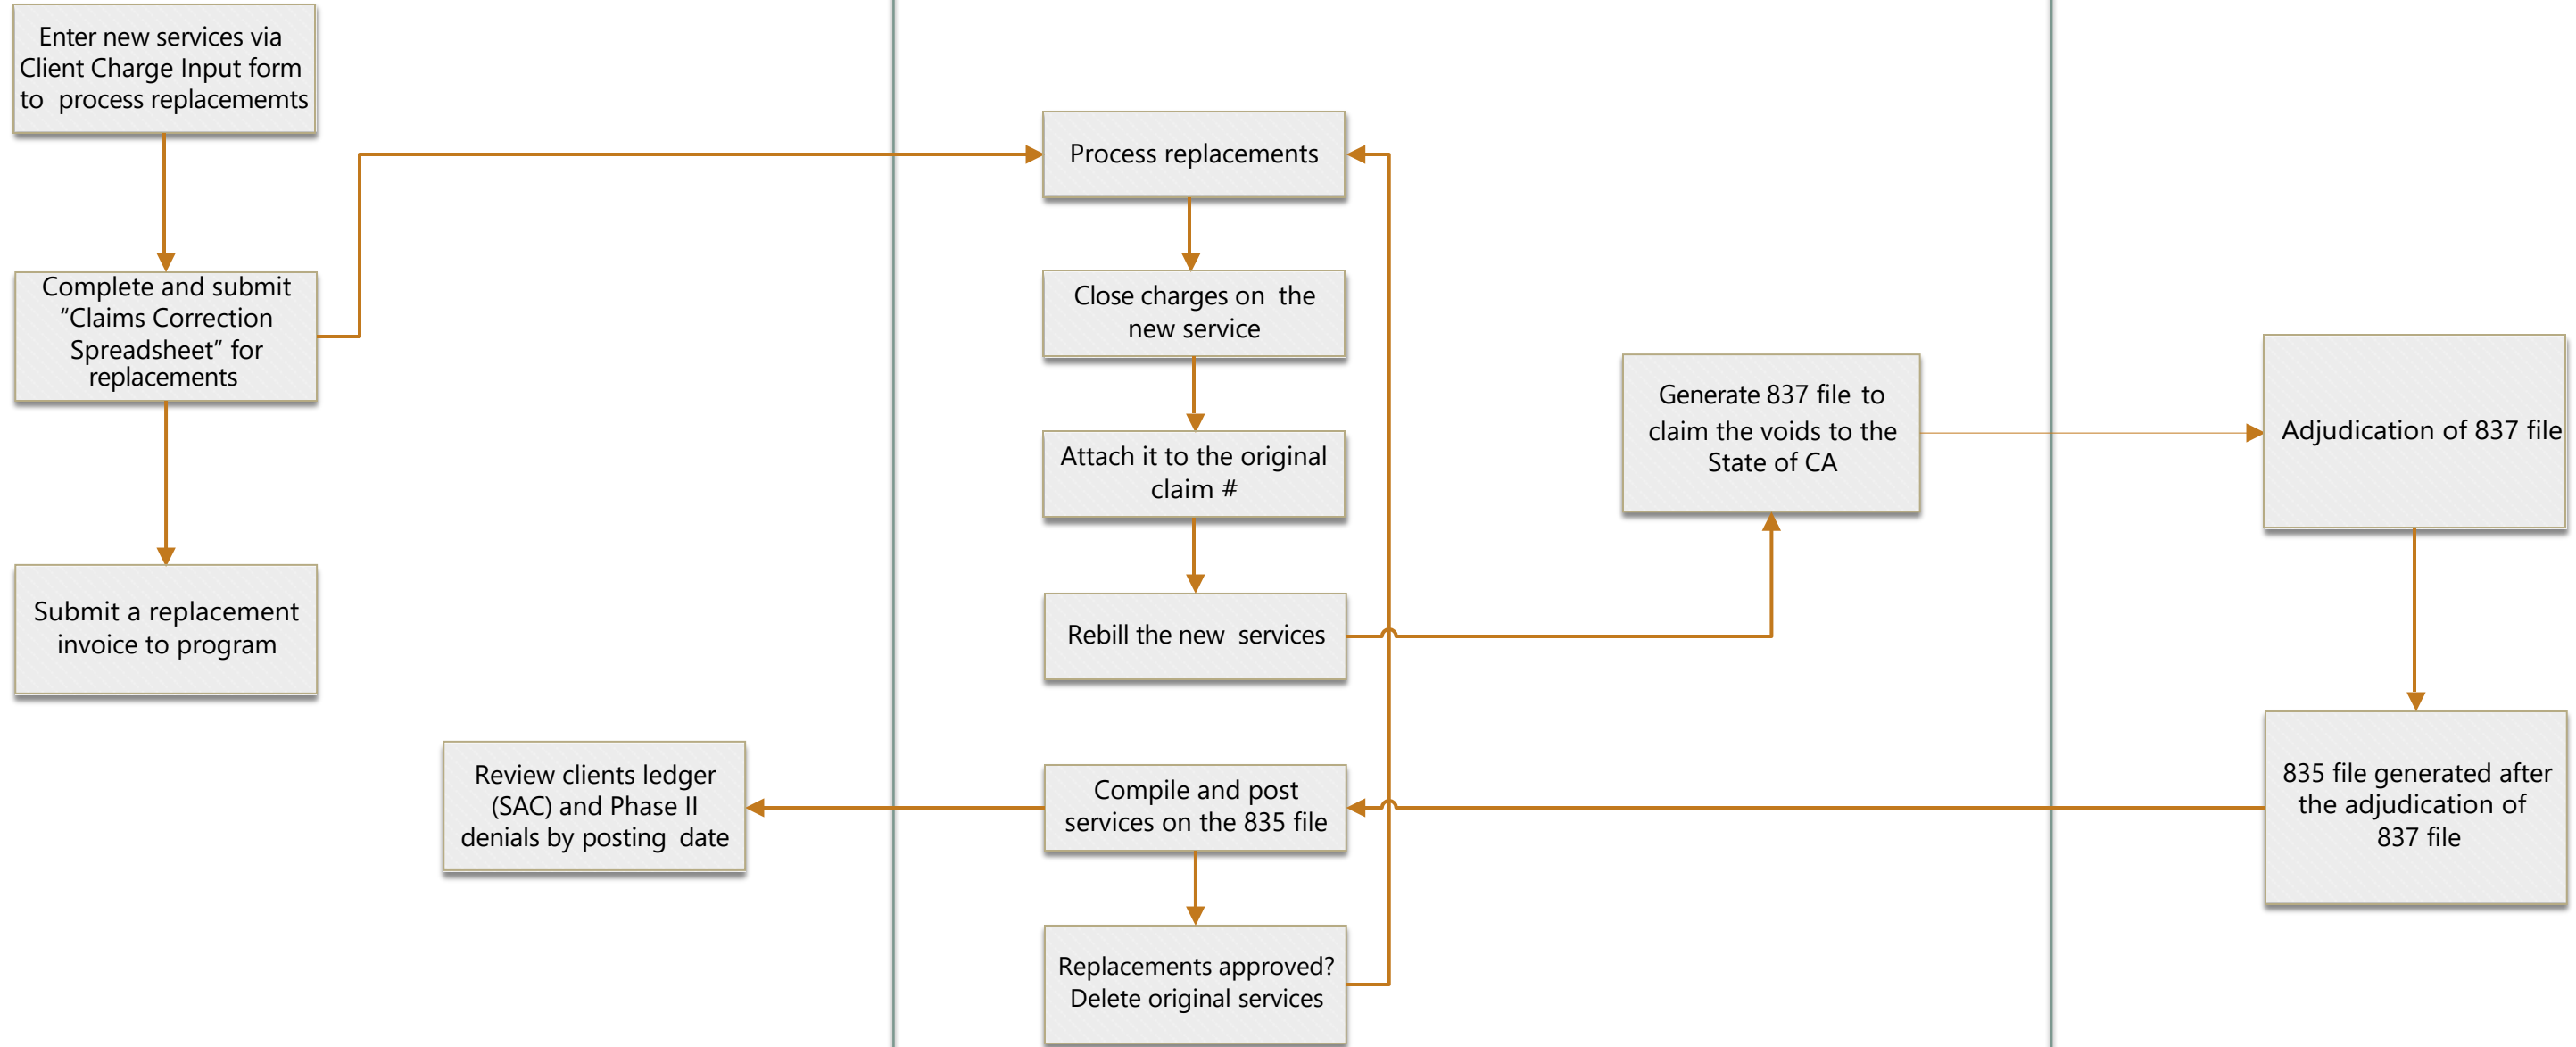 Enter new services via
Client Charge Input form
to process replacememts
Complete and submit
“Claims Correction
Spreadsheet” for
replacements
Submit a replacement
invoice to program
Review clients ledger
(SAC) and Phase II
denials by posting date
Process replacements
Close charges on the
new service
Attach it to the original
claim #
Rebill the new services
Compile and post
services on the 835 file
Replacements approved?
Delete original services
Generate 837 file to
claim the voids to the
State of CA
Adjudication of 837 file
835 file generated after
the adjudication of
837 file